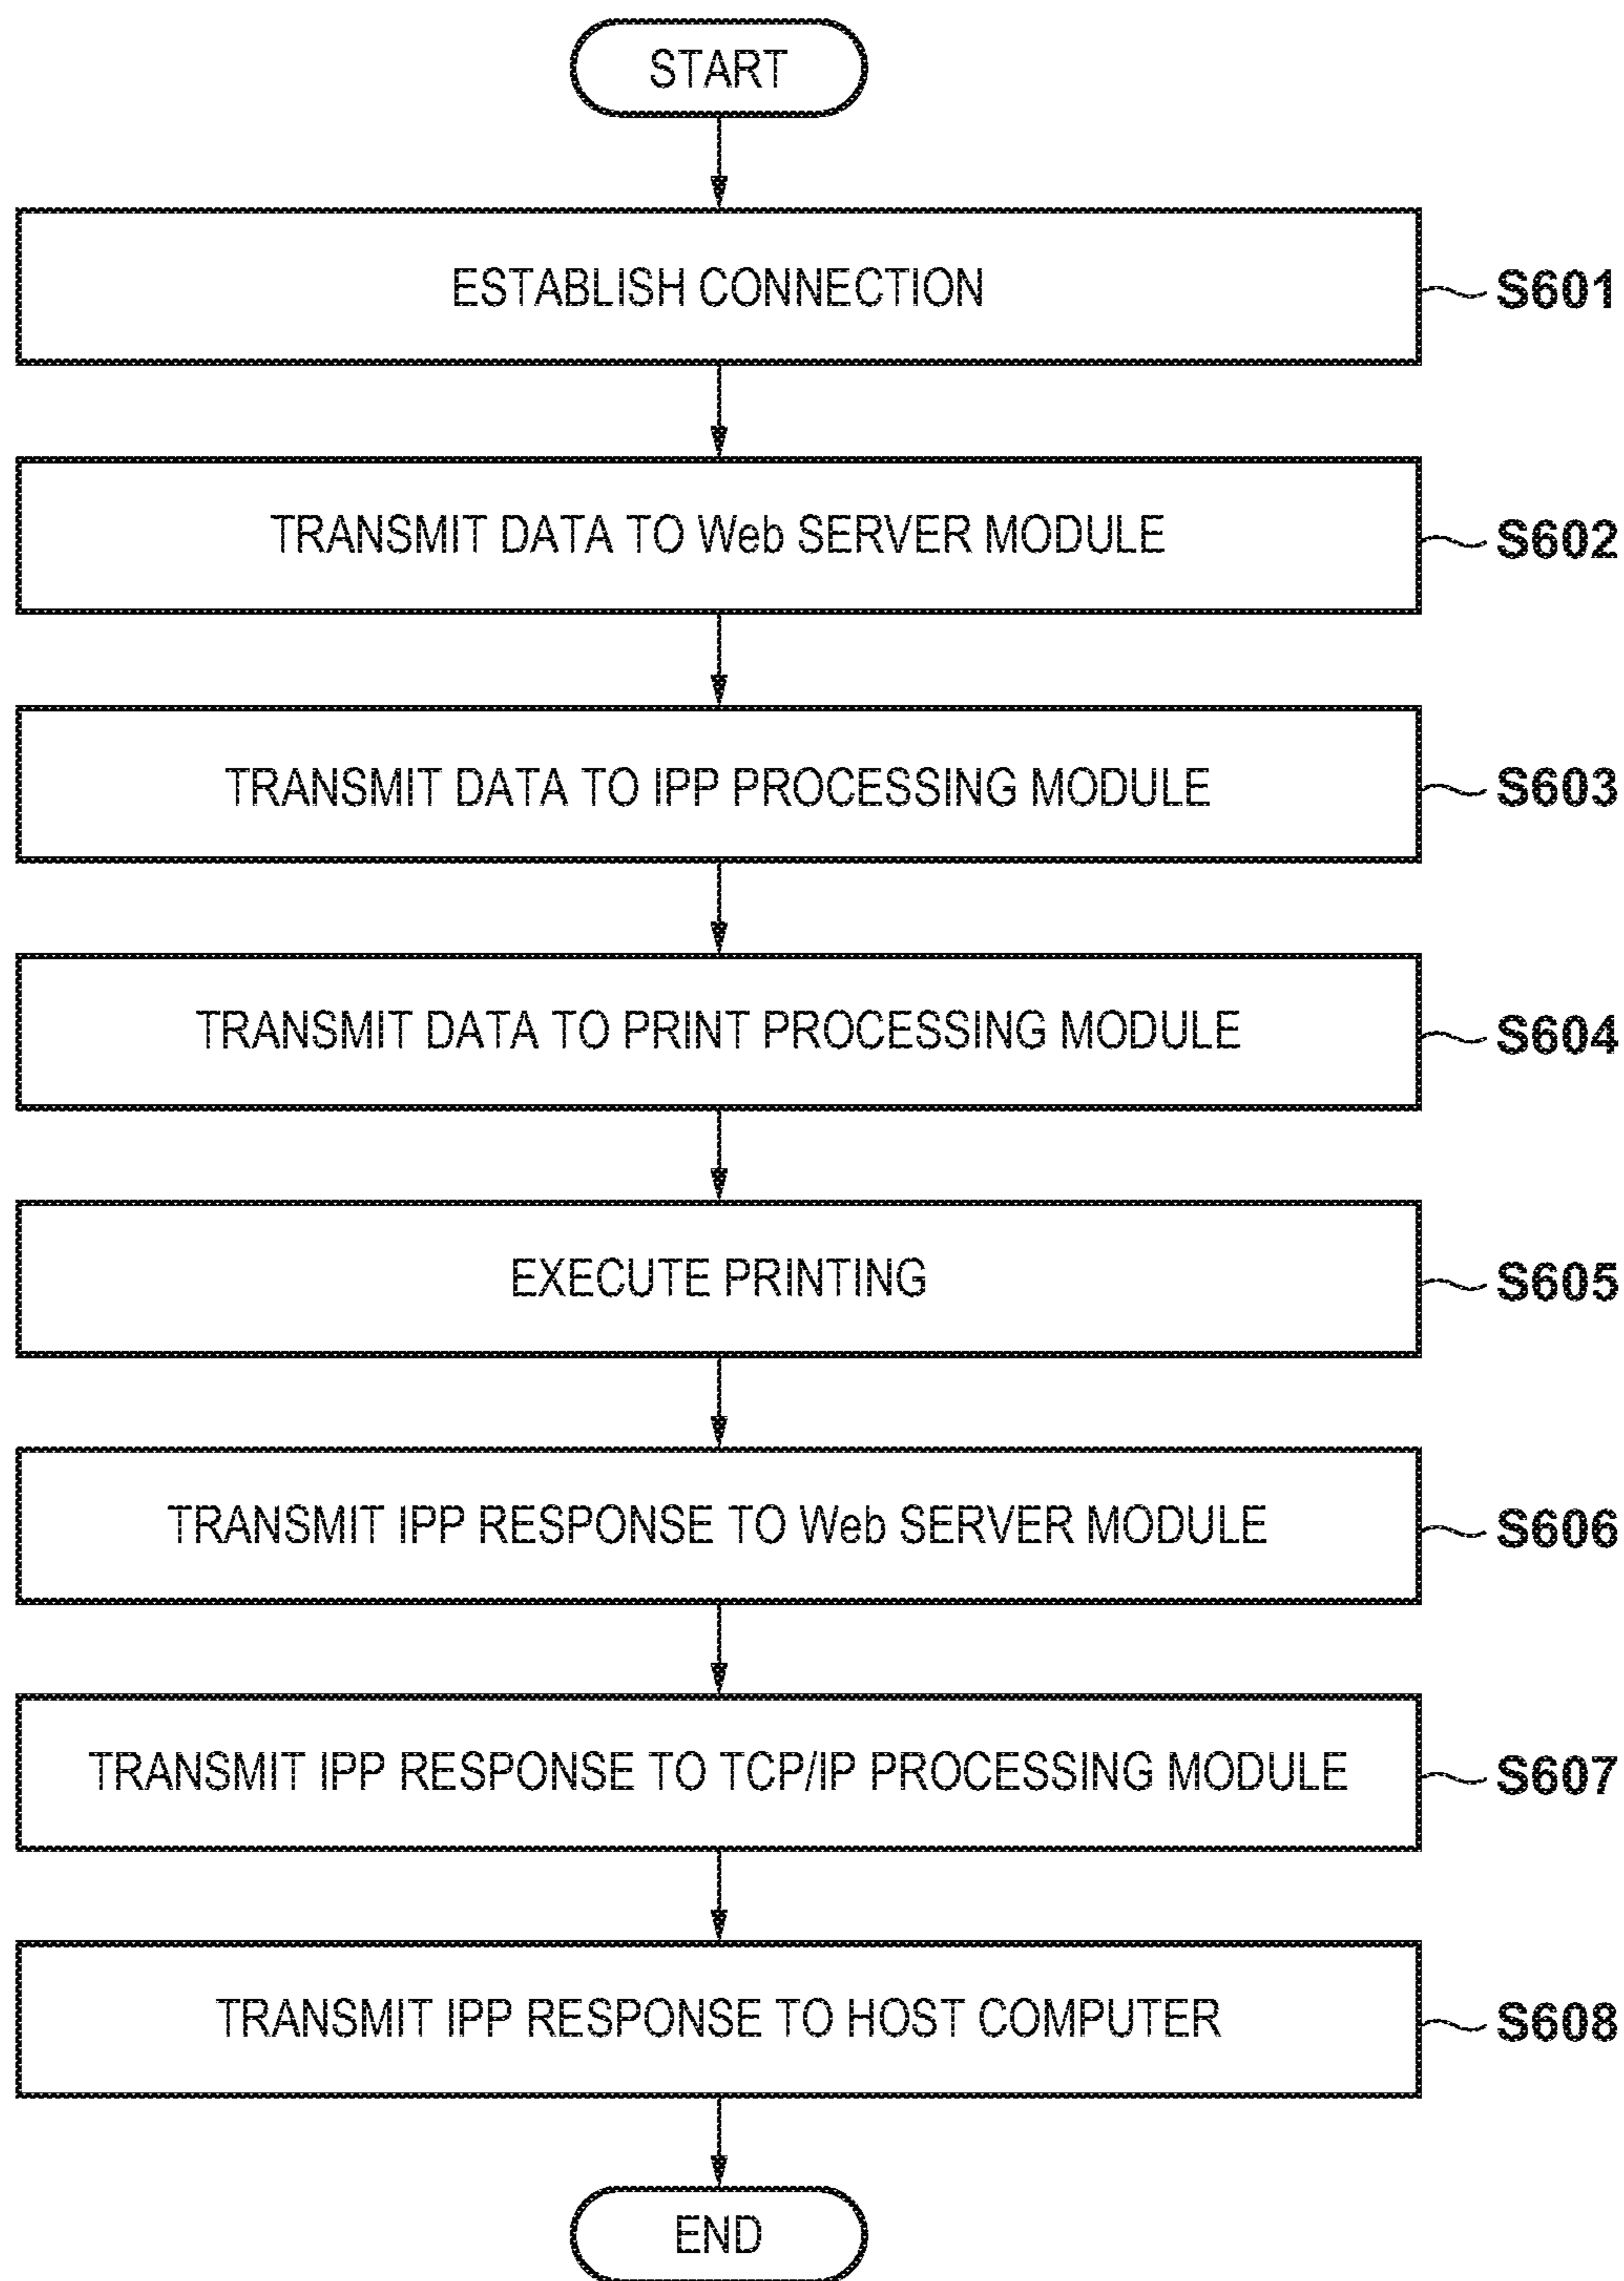 START
ESTABLISH CONNECTION
S601
TRANSMIT DATA TO Web SERVER MODULE
S602
TRANSMIT DATA TO IPP PROCESSING MODULE
S603
TRANSMIT DATA TO PRINT PROCESSING MODULE
S604
EXECUTE PRINTING
S605
TRANSMIT IPP RESPONSE TO Web SERVER MODULE
S606
TRANSMIT IPP RESPONSE TO TCP/IP PROCESSING MODULE
S607
TRANSMIT IPP RESPONSE TO HOST COMPUTER
S608
END